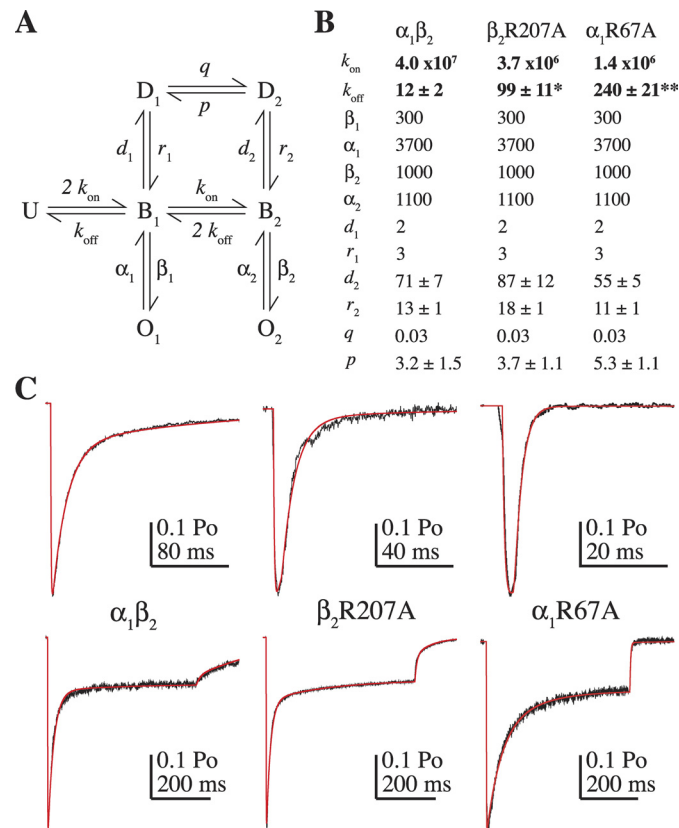 A
B
α1β2 β2R207A α1R67A
q
D1 D2
p
d1 r1 d2 r2
2 kon kon
U B1 B2
koff 2 koff
α1 β1 α2 β2
O1 O2
kon 4.0 x10⁷ 3.7 x10⁶ 1.4 x10⁶
koff 12 ± 2 99 ± 11* 240 ± 21**
β1 300 300 300
α1 3700 3700 3700
β2 1000 1000 1000
α2 1100 1100 1100
d1 2 2 2
r1 3 3 3
d2 71 ± 7 87 ± 12 55 ± 5
r2 13 ± 1 18 ± 1 11 ± 1
q 0.03 0.03 0.03
p 3.2 ± 1.5 3.7 ± 1.1 5.3 ± 1.1
C
0.1 Po 0.1 Po 0.1 Po
80 ms 40 ms 20 ms
α1β2 β2R207A α1R67A
0.1 Po 0.1 Po 0.1 Po
200 ms 200 ms 200 ms